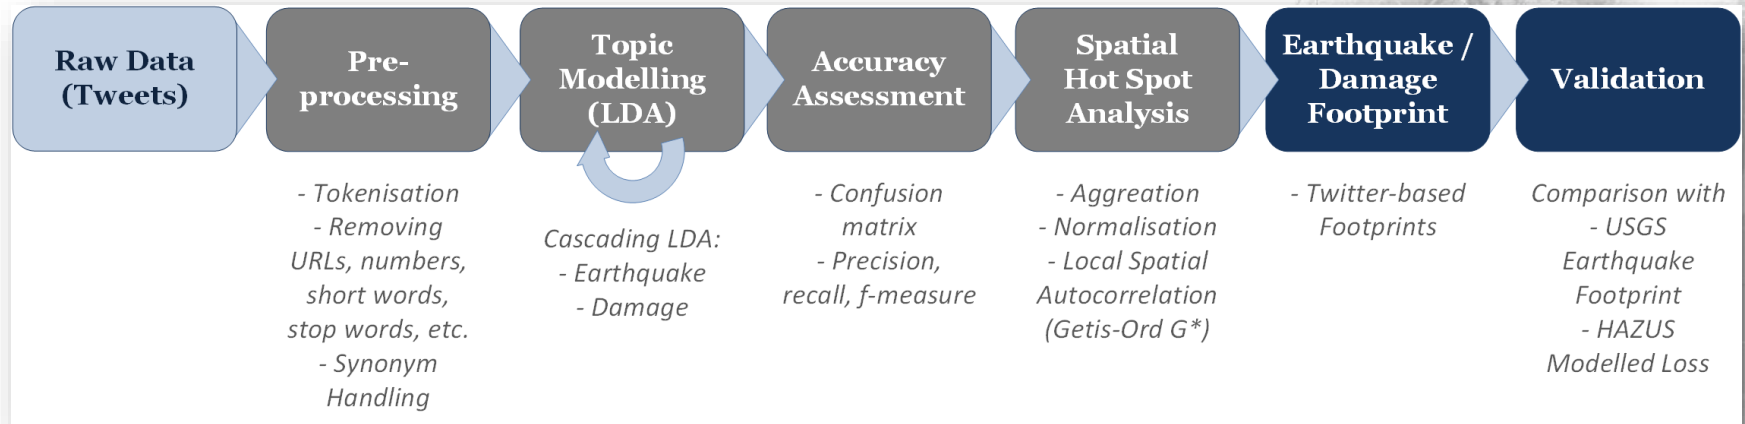 Raw Data
(Tweets)
Pre-
processing
Topic
Modelling
(LDA)
Accuracy
Assessment
Spatial
Hot Spot
Analysis
Earthquake /
Damage
Footprint
Validation
- Tokenisation
- Removing
URLs, numbers,
short words,
stop words, etc.
- Synonym
Handling
Cascading LDA:
- Earthquake
- Damage
- Confusion
matrix
- Precision,
recall, f-measure
- Aggreation
- Normalisation
- Local Spatial
Autocorrelation
(Getis-Ord G*)
- Twitter-based
Footprints
Comparison with
- USGS
Earthquake
Footprint
- HAZUS
Modelled Loss